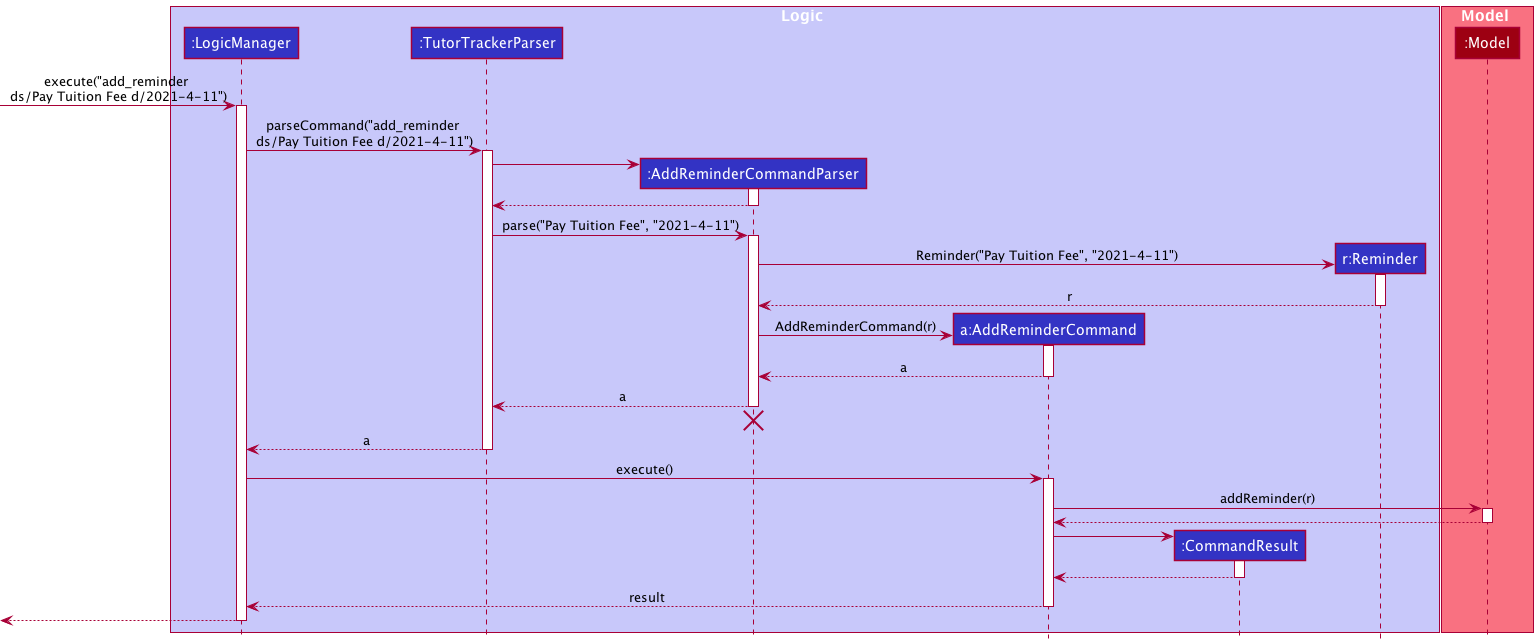 Logic
Model
:LogicManager
:TutorTrackerParser
:Model
execute("add_reminder
ds/Pay Tuition Fee d/2021-4-11")
parseCommand("add_reminder
ds/Pay Tuition Fee d/2021-4-11")
:AddReminderCommandParser
parse("Pay Tuition Fee", "2021-4-11")
Reminder("Pay Tuition Fee", "2021-4-11")
r:Reminder
r
AddReminderCommand(r)
a:AddReminderCommand
a
a
a
execute()
addReminder(r)
:CommandResult
result